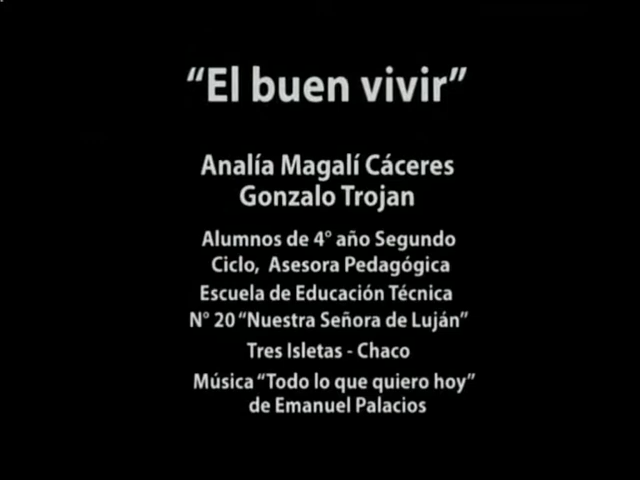 “El buen vivir”
Analía Magalí Cáceres
Gonzalo Trojan
Alumnos de 4° año Segundo
Ciclo, Asesora Pedagógica
Escuela de Educación Técnica
N° 20 “Nuestra Señora de Luján”
Tres Isletas - Chaco
Música “Todo lo que quiero hoy”
de Emanuel Palacios